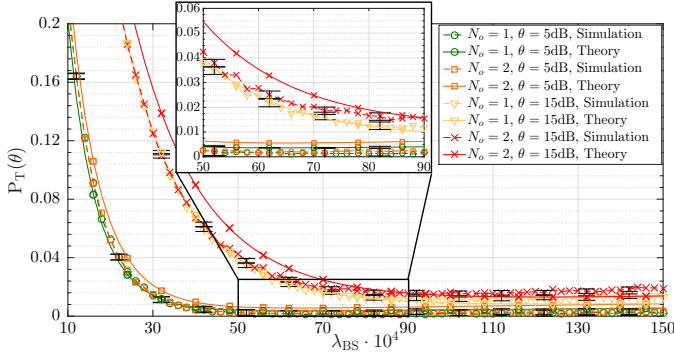 0.2
0.16
0.12
0.08
0.04
0
P_T(θ)
10
30
50
70
90
110
130
150
λ_BS · 10^4
0.06
0.05
0.04
0.03
0.02
0.01
0
50
60
70
80
90
N_o = 1, θ = 5dB, Simulation
N_o = 1, θ = 5dB, Theory
N_o = 2, θ = 5dB, Simulation
N_o = 2, θ = 5dB, Theory
N_o = 1, θ = 15dB, Simulation
N_o = 1, θ = 15dB, Theory
N_o = 2, θ = 15dB, Simulation
N_o = 2, θ = 15dB, Theory